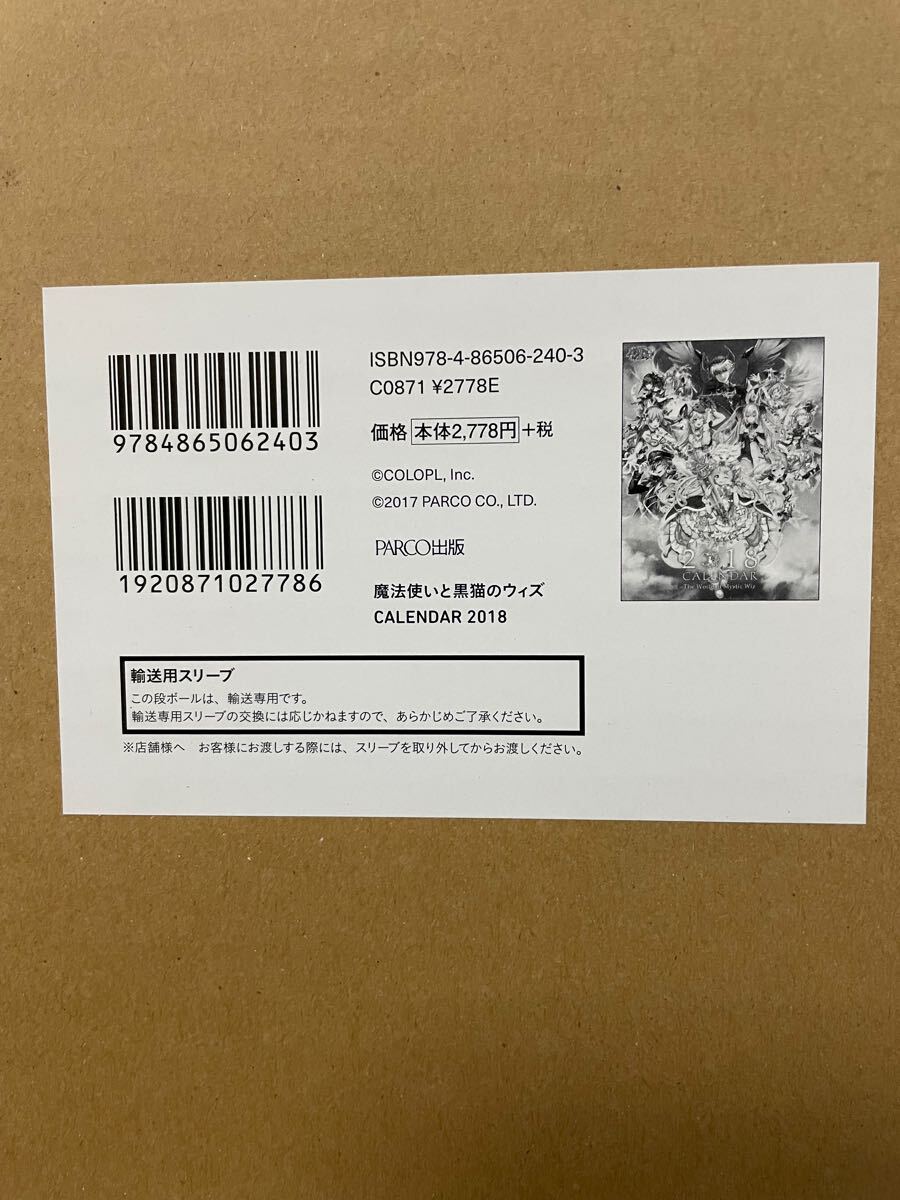 9784865062403
1920871027786
ISBN978-4-86506-240-3
C0871 ¥2778E
価格 本体2,778円+税
©COLOPL, Inc.
©2017 PARCO CO., LTD.
PARCO出版
魔法使いと黒猫のウィズ
CALENDAR 2018
2018
CALENDAR
The World of Mystic Wiz
輸送用スリーブ
この段ボールは、輸送専用です。
輸送専用スリーブの交換には応じかねますので、あらかじめご了承ください。
※店舗様へ お客様にお渡しする際には、スリーブを取り外してからお渡しください。